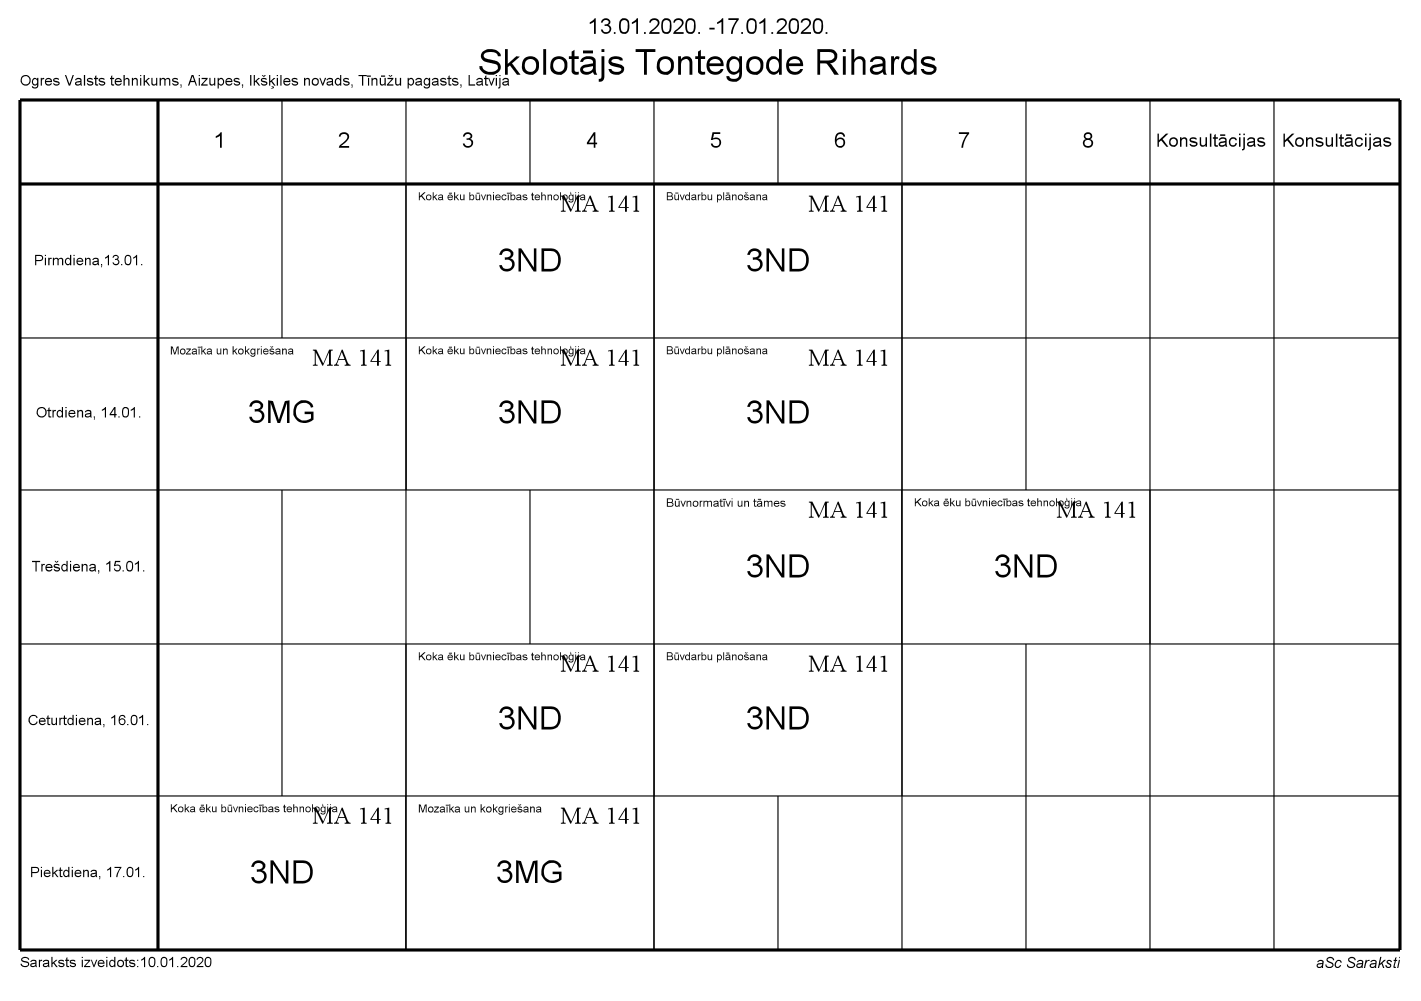 13.01.2020. -17.01.2020.
Skolotājs Tontegode Rihards
Ogres Valsts tehnikums, Aizupes, Ikšķiles novads, Tīnūžu pagasts, Latvija
1 2 3 4 5 6 7 8 Konsultācijas Konsultācijas
Koka ēku būvniecības tehnoloģija MA 141 Būvdarbu plānošana MA 141
Pirmdiena,13.01. 3ND 3ND
Mozaīka un kokgriešana MA 141 Koka ēku būvniecības tehnoloģija MA 141 Būvdarbu plānošana MA 141
Otrdiena, 14.01. 3MG 3ND 3ND
Būvnormatīvi un tāmes MA 141 Koka ēku būvniecības tehnoloģija MA 141
Trešdiena, 15.01. 3ND 3ND
Koka ēku būvniecības tehnoloģija MA 141 Būvdarbu plānošana MA 141
Ceturtdiena, 16.01. 3ND 3ND
Koka ēku būvniecības tehnoloģija MA 141 Mozaīka un kokgriešana MA 141
Piektdiena, 17.01. 3ND 3MG
Saraksts izveidots:10.01.2020 aSc Saraksti